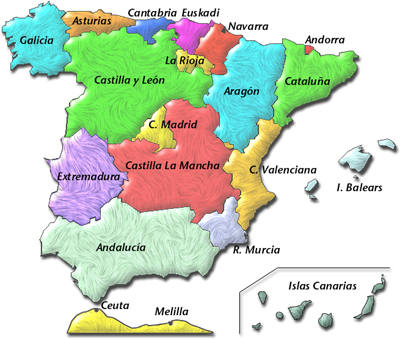 Cantabria Euskadi
Asturias
Navarra
Galicia
Andorra
La Rioja
Castilla y León
Cataluña
Aragón
C. Madrid
Castilla La Mancha
C. Valenciana
Extremadura
I. Balears
Andalucía
R. Murcia
Islas Canarias
Ceuta
Melilla